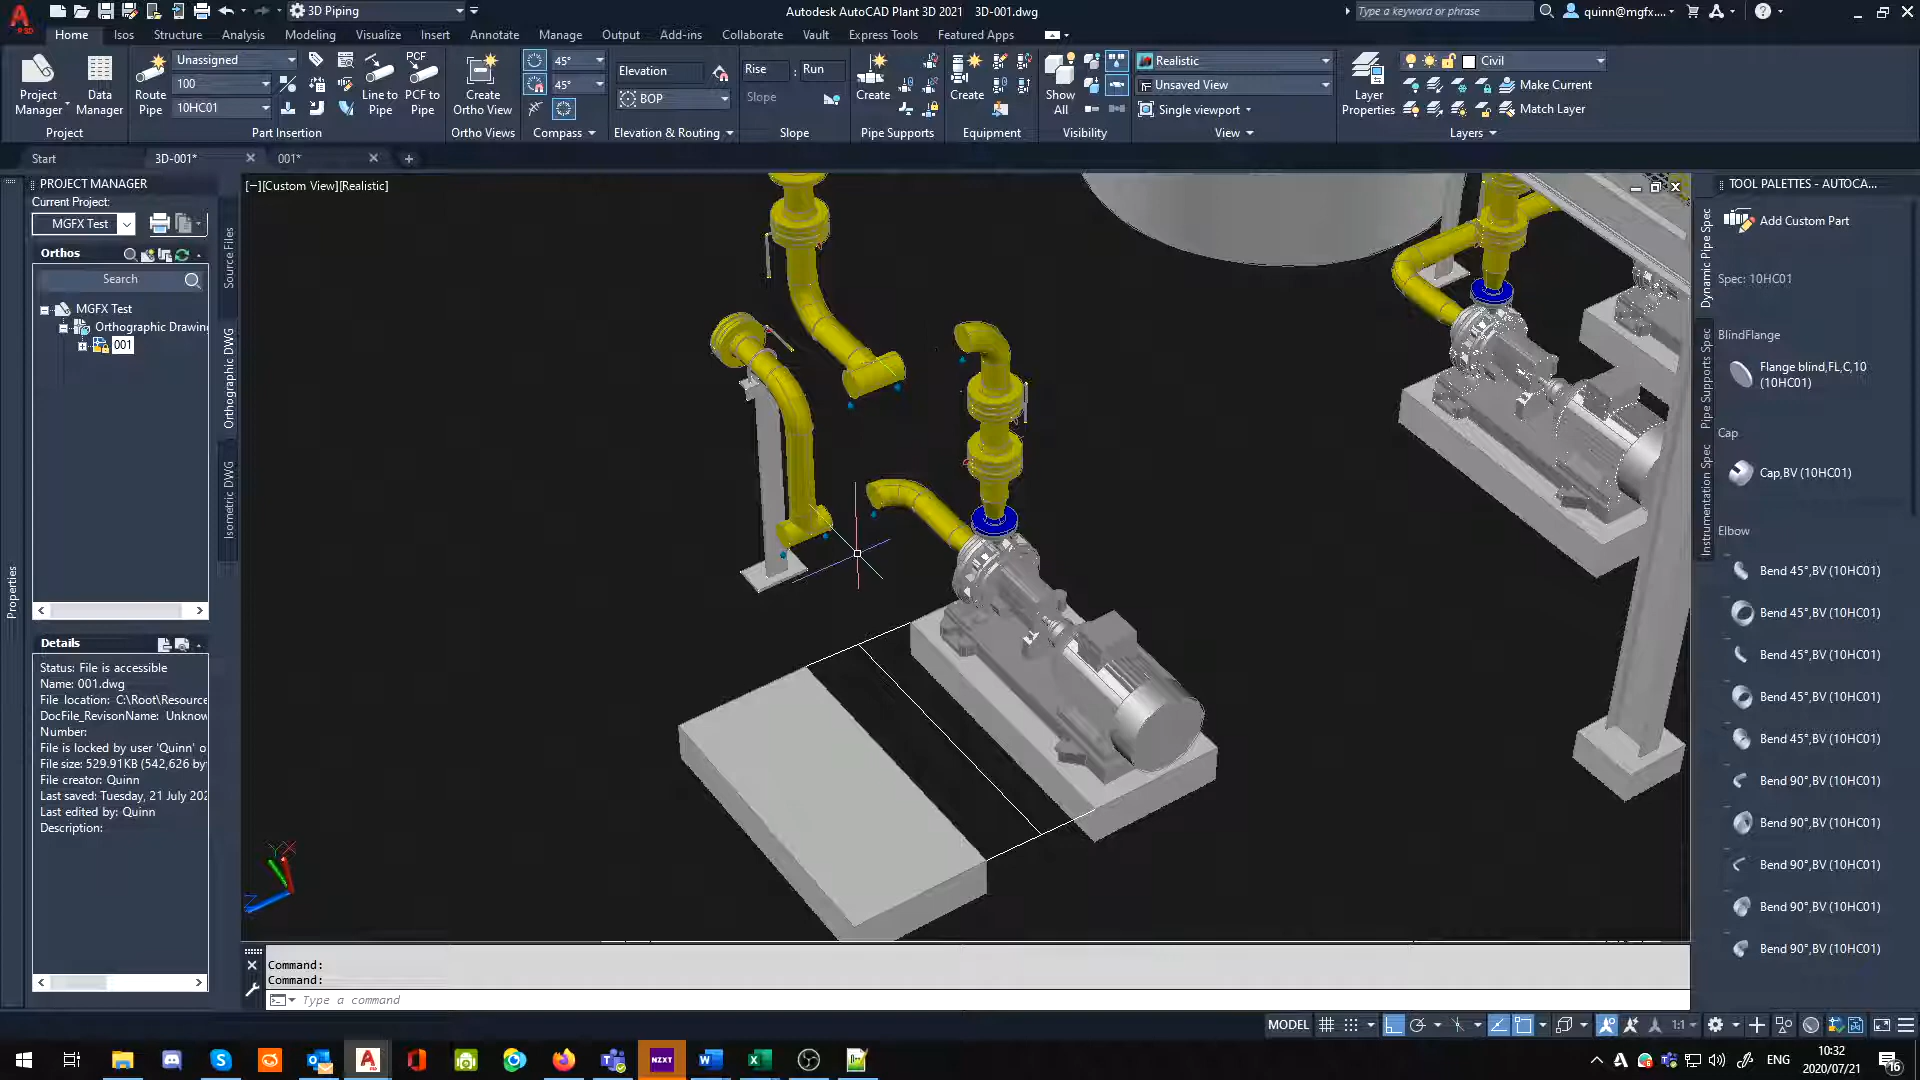 3D Piping
Autodesk AutoCAD Plant 3D 2021 3D-001.dwg
Type a keyword or phrase
quinn@mgfx....
Home Isos Structure Analysis Modeling Visualize Insert Annotate Manage Output Add-ins Collaborate Vault Express Tools Featured Apps
Project
Manager
Data
Manager
Project
Route
Pipe
Unassigned
100
10HC01
Line to
Pipe
PCF
PCF to
Pipe
Part Insertion
Create
Ortho View
Ortho Views
45°
45°
Compass
Elevation
BOP
Elevation & Routing
Rise : Run
Slope
Slope
Create
Pipe Supports
Create
Equipment
Show
All
Visibility
Realistic
Unsaved View
Single viewport
View
Layer
Properties
Civil
Make Current
Match Layer
Layers
Start 3D-001* 001*
PROJECT MANAGER
Current Project:
MGFX Test
Orthos
Search
MGFX Test
Orthographic Drawin
001
Source Files
Orthographic DWG
Isometric DWG
Properties
Details
Status: File is accessible
Name: 001.dwg
File location: C:\Root\Resource
DocFile_RevisonName: Unknow
Number:
File is locked by user 'Quinn' o
File size: 529.91KB (542,626 by
File creator: Quinn
Last saved: Tuesday, 21 July 202
Last edited by: Quinn
Description:
[−][Custom View][Realistic]
Y X
Z
Command:
Command:
Type a command
TOOL PALETTES - AUTOCA...
Dynamic Pipe Spec
Pipe Supports Spec
Instrumentation Spec
Add Custom Part
Spec: 10HC01
BlindFlange
Flange blind,FL,C,10
(10HC01)
Cap
Cap,BV (10HC01)
Elbow
Bend 45°,BV (10HC01)
Bend 45°,BV (10HC01)
Bend 45°,BV (10HC01)
Bend 45°,BV (10HC01)
Bend 45°,BV (10HC01)
Bend 90°,BV (10HC01)
Bend 90°,BV (10HC01)
Bend 90°,BV (10HC01)
Bend 90°,BV (10HC01)
Bend 90°,BV (10HC01)
MODEL
1:1
NZXT
ENG
10:32
2020/07/21
16